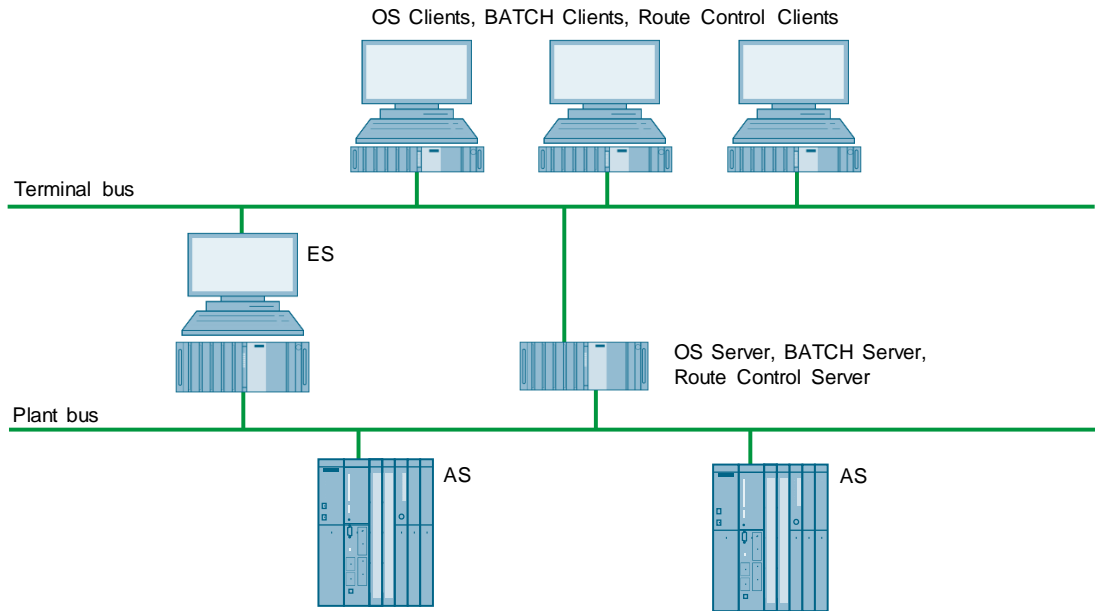 OS Clients, BATCH Clients, Route Control Clients
Terminal bus
ES
OS Server, BATCH Server,
Route Control Server
Plant bus
AS
AS